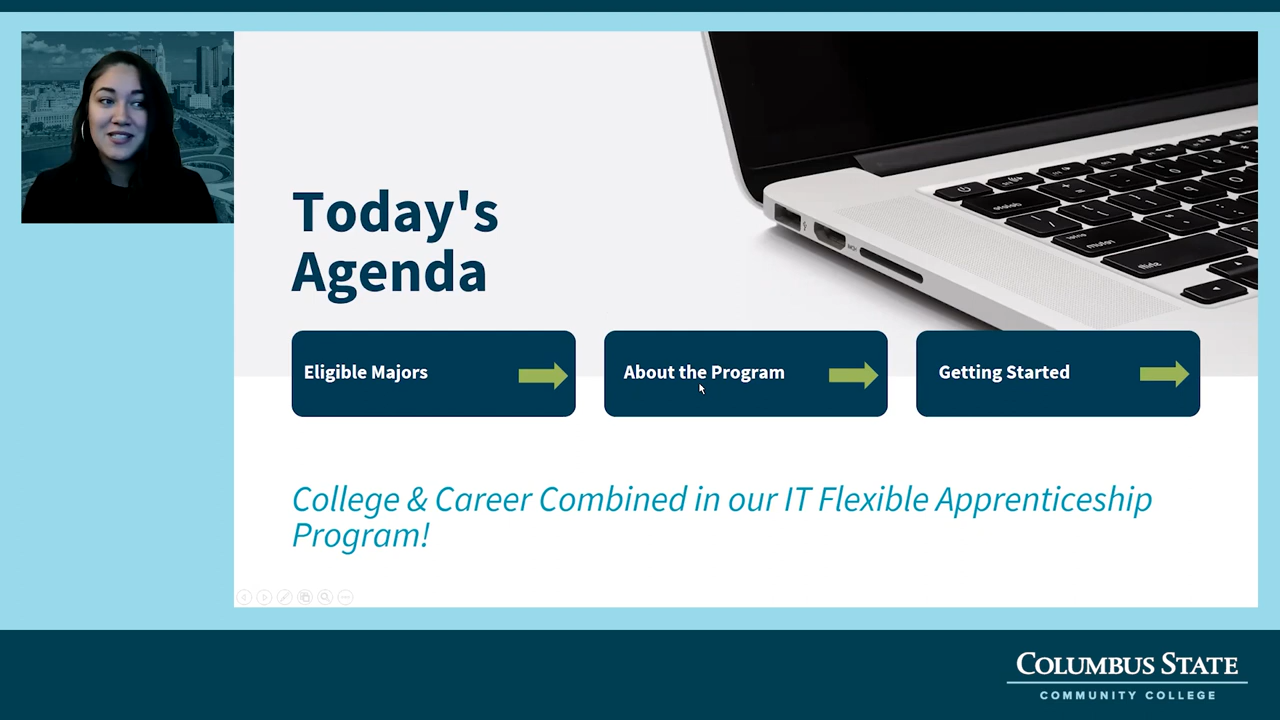 Today's
Agenda
Eligible Majors
About the Program
Getting Started
College & Career Combined in our IT Flexible Apprenticeship
Program!
COLUMBUS STATE
COMMUNITY COLLEGE